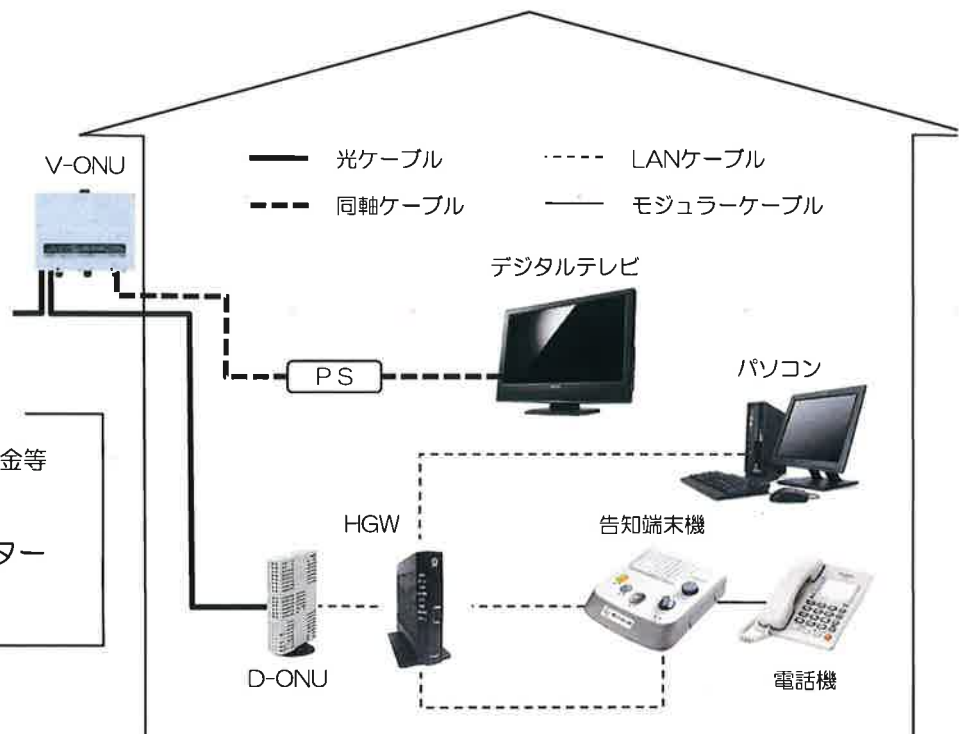 V-ONU
光ケーブル
LANケーブル
同軸ケーブル
モジュラーケーブル
デジタルテレビ
PS
パソコン
金等
HGW
告知端末機
ター
D-ONU
電話機